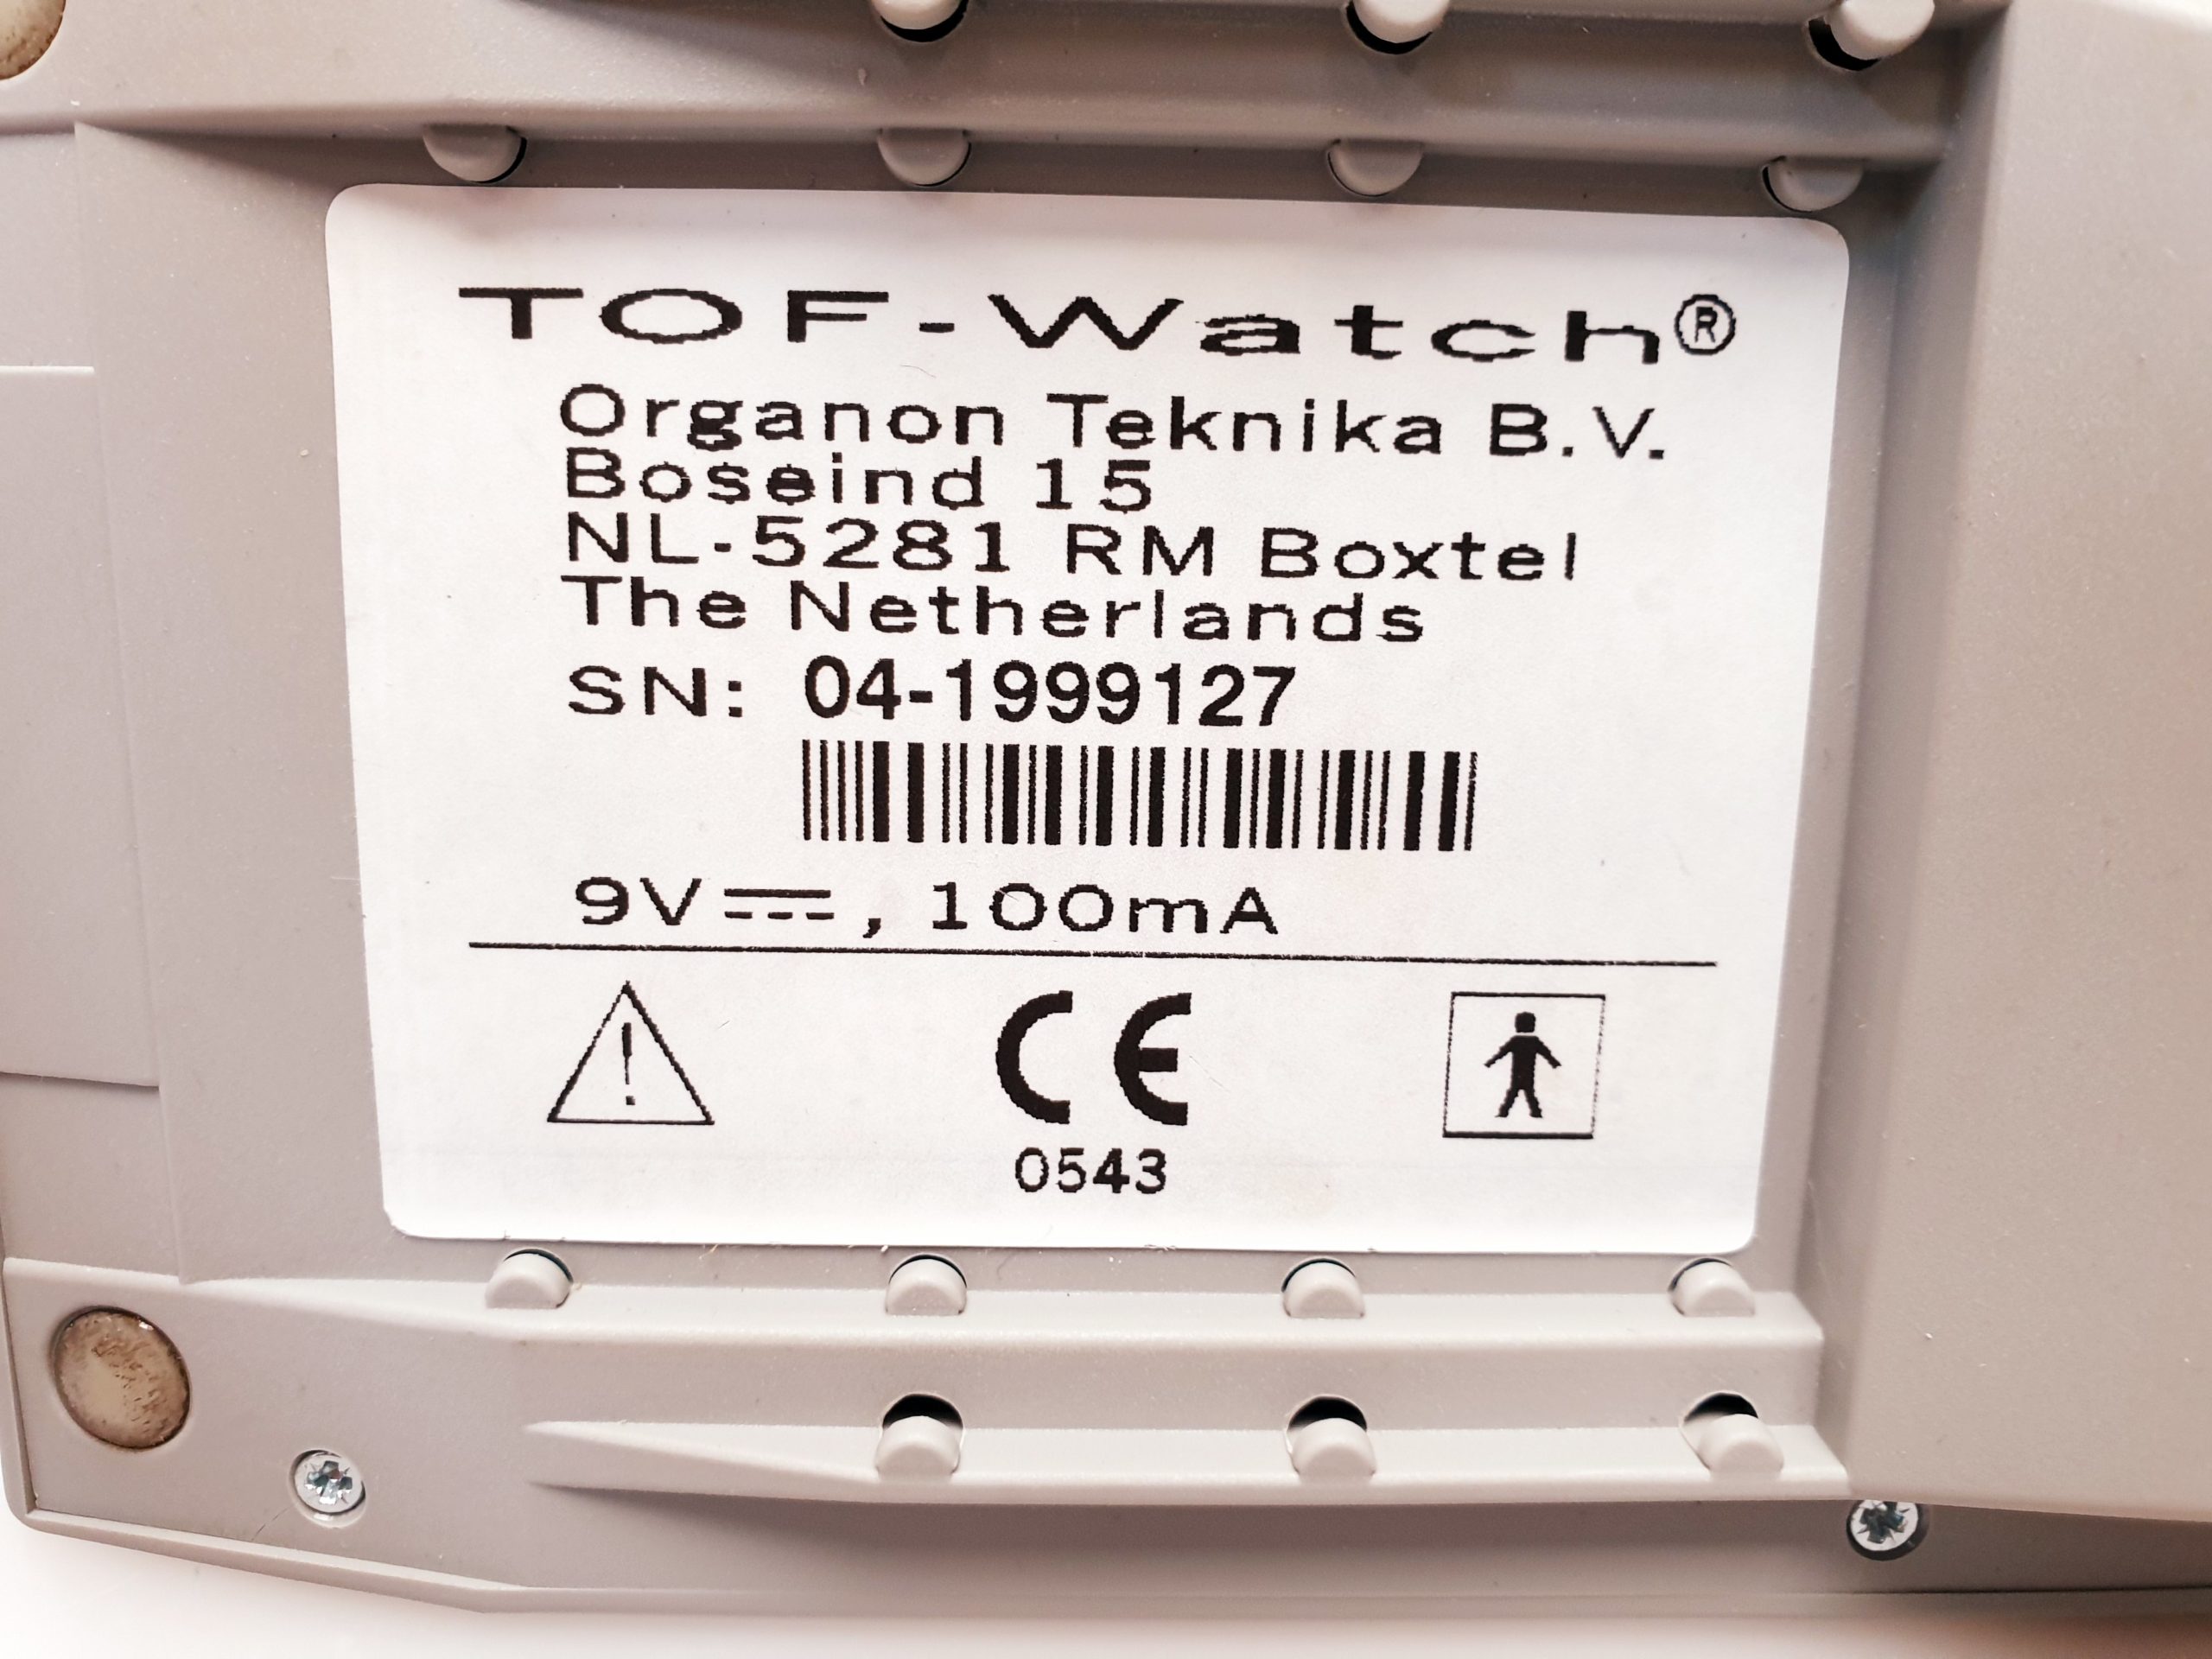 TOF-Watch®
Organon Teknika B.V.
Boseind 15
NL-5281 RM Boxtel
The Netherlands
SN: 04-1999127
9V⎓, 100mA
CE
0543